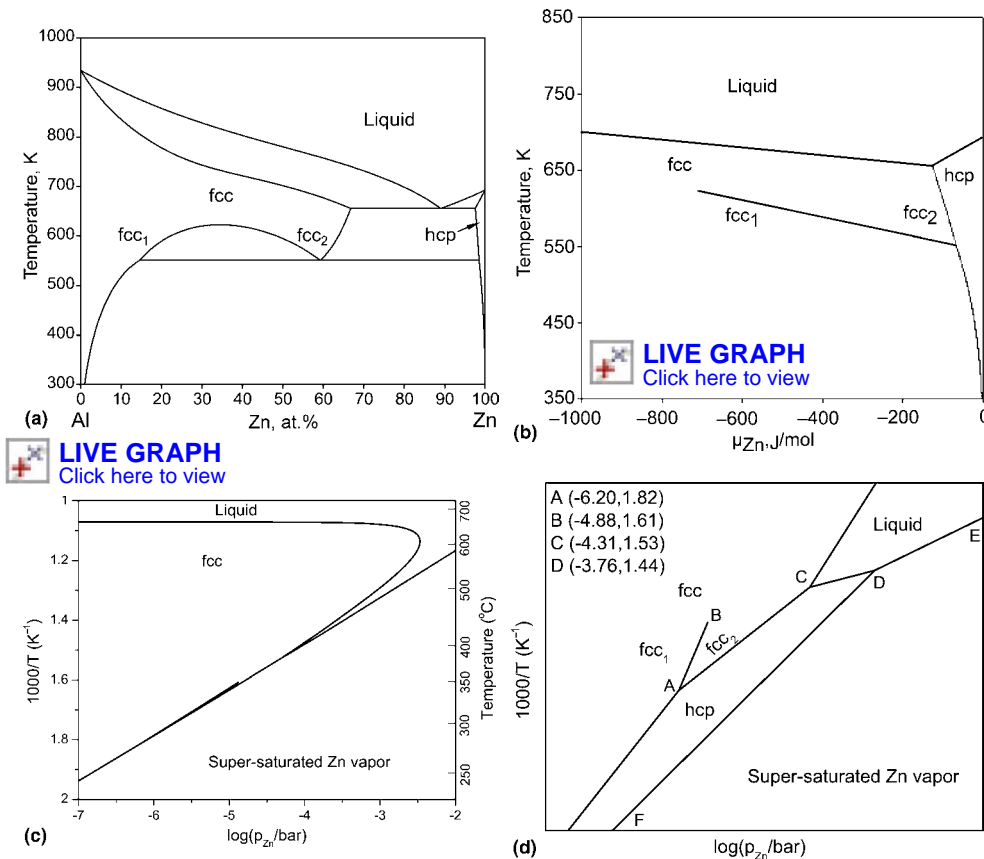 1000
900
800
700
600
500
400
300
Temperature, K
Liquid
fcc
fcc1
fcc2
hcp
0 10 20 30 40 50 60 70 80 90 100
Al Zn, at.% Zn
(a)
850
750
650
550
450
350
Temperature, K
Liquid
fcc
hcp
fcc1
fcc2
LIVE GRAPH
Click here to view
−1000 −800 −600 −400 −200 0
μZn,J/mol
(b)
LIVE GRAPH
Click here to view
1
1.2
1.4
1.6
1.8
2
1000/T (K⁻¹)
Liquid
fcc
Super-saturated Zn vapor
700
600
500
400
350
300
250
Temperature (°C)
-7 -6 -5 -4 -3 -2
log(pZn/bar)
(c)
A (-6.20,1.82)
B (-4.88,1.61)
C (-4.31,1.53)
D (-3.76,1.44)
Liquid
E
C
D
fcc
B
fcc2
fcc1
A
hcp
Super-saturated Zn vapor
F
1000/T (K⁻¹)
log(pZn/bar)
(d)